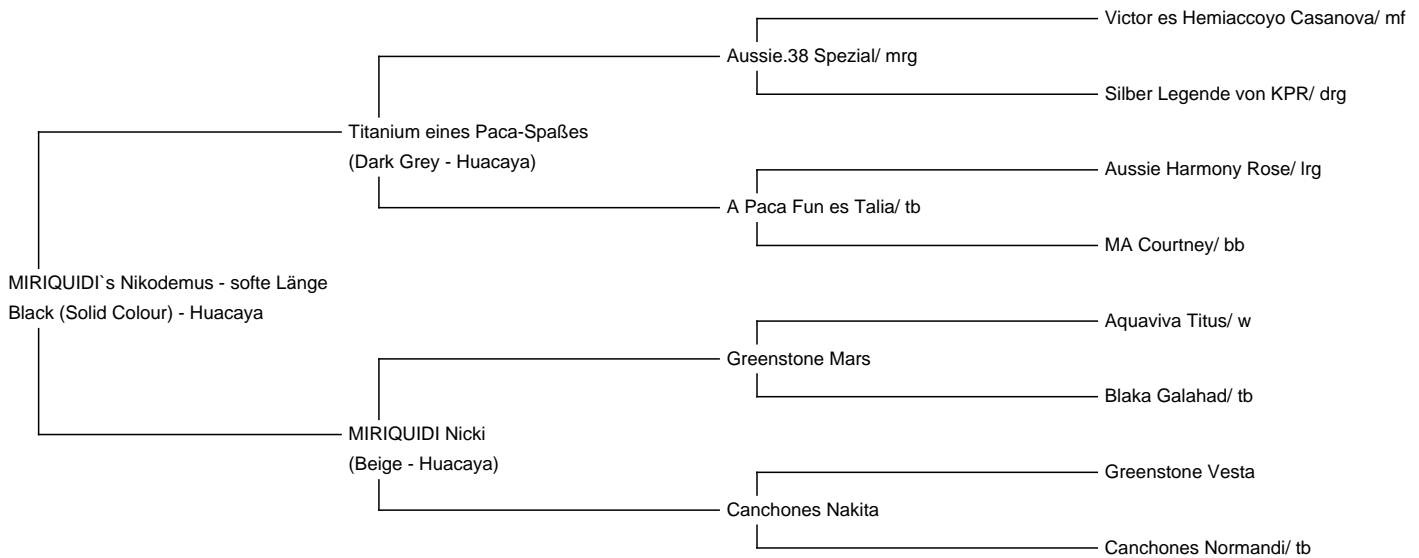 Victor es Hemiaccoyo Casanova/ mf
Aussie.38 Spezial/ mrg
Silber Legende von KPR/ drg
Titanium eines Paca-Spaßes
(Dark Grey - Huacaya)
Aussie Harmony Rose/ lrg
A Paca Fun es Talia/ tb
MA Courtney/ bb
MIRIQUIDI`s Nikodemus - softe Länge
Black (Solid Colour) - Huacaya
Aquaviva Titus/ w
Greenstone Mars
Blaka Galahad/ tb
MIRIQUIDI Nicki
(Beige - Huacaya)
Greenstone Vesta
Canchones Nakita
Canchones Normandi/ tb